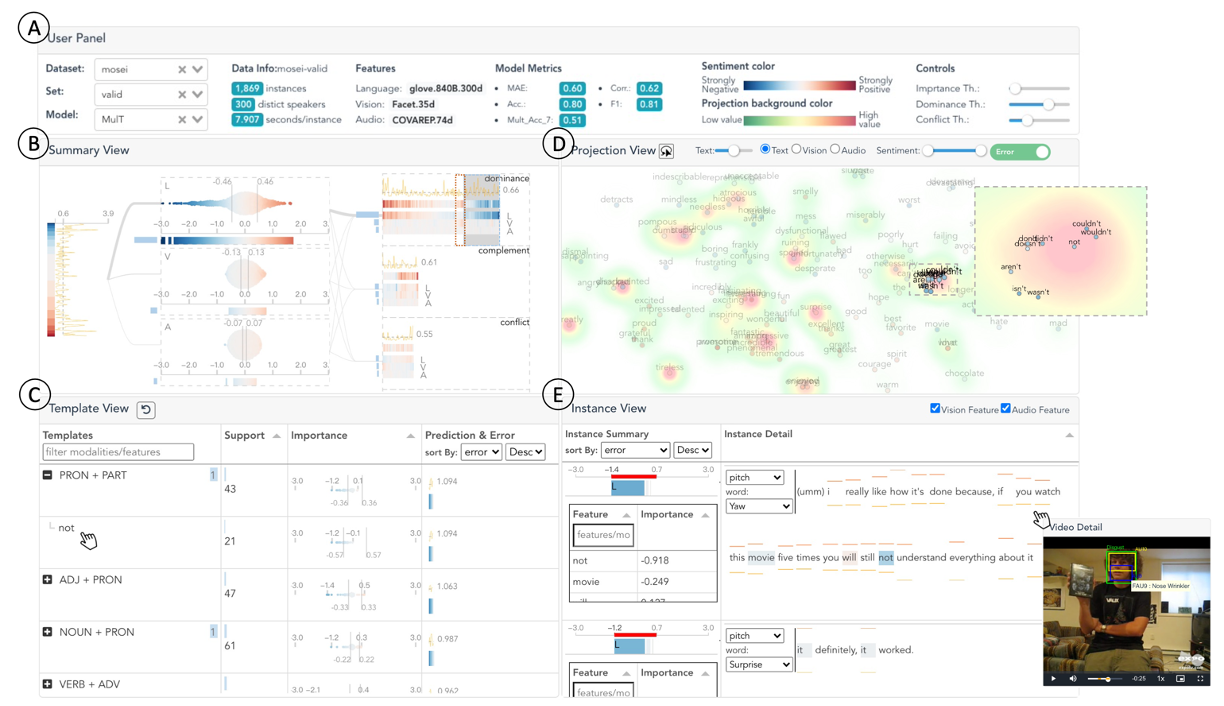 A
User Panel
Dataset: mosei
Set: valid
Model: MulT
Data Info:mosei-valid
1,869 instances
300 distict speakers
7.907 seconds/instance
Features
Language: glove.840B.300d
Vision: Facet.35d
Audio: COVAREP.74d
Model Metrics
MAE: 0.60 Corr.: 0.62
Acc.: 0.80 F1: 0.81
Mult_Acc_7: 0.51
Sentiment color
Strongly Negative
Strongly Positive
Projection background color
Low value
High value
Controls
Imprtance Th.:
Dominance Th.:
Conflict Th.:
B
Summary View
0.6 3.9
L
-0.46 0.46
-3.0 -2.0 -1.0 0.0 1.0 2.0 3.0
V
-0.13 0.13
-3.0 -2.0 -1.0 0.0 1.0 2.0 3.0
A
-0.07 0.07
-3.0 -2.0 -1.0 0.0 1.0 2.0 3.0
dominance
0.66
L
V
A
complement
0.61
L
V
A
conflict
0.55
L
V
A
D
Projection View
Text: Text Vision Audio Sentiment: Error
indescribable
unacceptable
detracts
mindless
atrocious
hideous
needless
smelly
worst
pompous
ridiculous
mess
miserably
boring
frankly
dysfunctional
ruining
poorly
failing
sad
frustrating
confusing
desperate
otherwise
hurt
too
hope
excited
proud
grateful
thank
incredibly
exciting
inspiring
fun
beautiful
surprise
excellent
good
best
favorite
movie
great
greatest
fantastic
phenomenal
tremendous
what
spirit
courage
tireless
enjoyed
warm
chocolate
hate
mad
couldn't
wouldn't
didn't
not
aren't
isn't
wasn't
C
Template View
Templates
filter modalities/features
Support
Importance
Prediction & Error
sort By: error Desc
PRON + PART 1
43
3.0 -1.2 0.1 3.0
-0.36 0.36
1.094
not
21
3.0 -1.2 -0.1 3.0
-0.57 0.57
1.094
ADJ + PRON
47
3.0 -1.4 0.5 3.0
-0.33 0.33
1.063
NOUN + PRON 1
61
3.0 -1.2 0.3 3.0
-0.22 0.22
0.987
VERB + ADV
3.0 -2.1 0.4 3.0
0.962
E
Instance View
Vision Feature Audio Feature
Instance Summary
sort By: error Desc
Instance Detail
-3.0 -1.4 0.7 3.0
L
Feature Importance
features/mo
not -0.918
movie -0.249
pitch
word:
Yaw
(umm) i really like how it's done because, if you watch
this movie five times you will still not understand everything about it
-3.0 -1.2 0.7 3.0
L
Feature Importance
features/mo
pitch
word:
Surprise
it definitely, it worked.
Video Detail
FAU9 : Nose Wrinkler
-0:25 1x